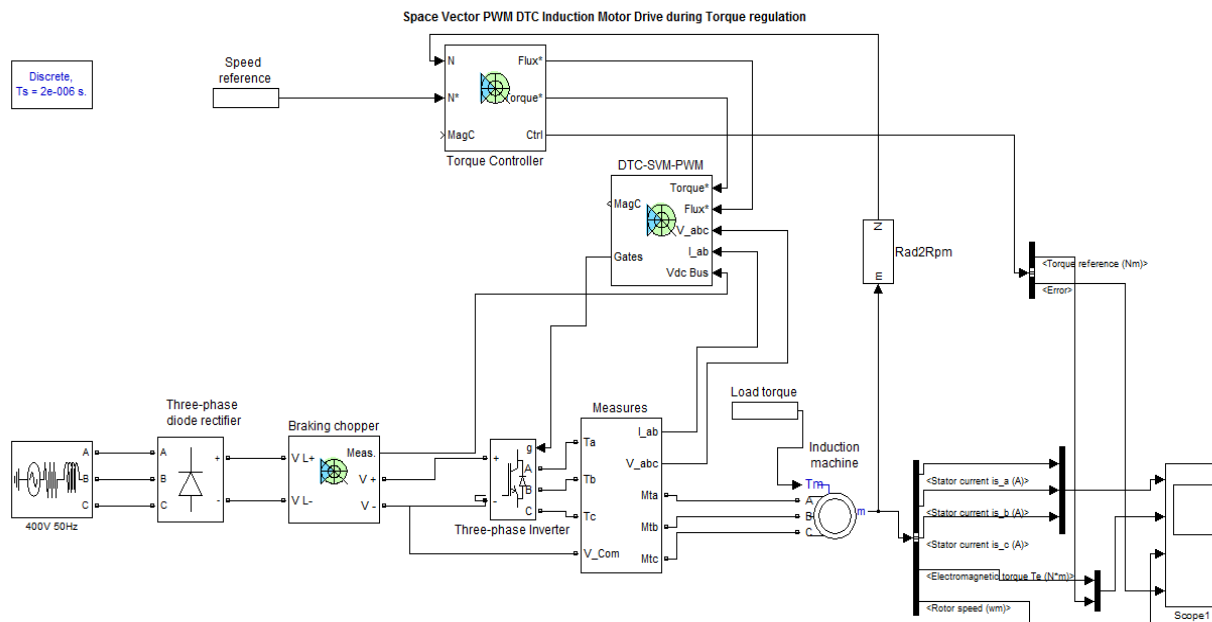 Space Vector PWM DTC Induction Motor Drive during Torque regulation
Discrete,
Ts = 2e-006 s.
Speed
reference
N
N*
MagC
Flux*
orque*
Ctrl
Torque Controller
DTC-SVM-PWM
MagC
Gates
Torque*
Flux*
V_abc
I_ab
Vdc Bus
N
m
Rad2Rpm
<Torque reference (Nm)>
<Error>
A
B
C
400V 50Hz
Three-phase
diode rectifier
A
B
C
+
-
Braking chopper
V L+
V L-
Meas.
V +
V -
+
-
g
A
B
C
Three-phase Inverter
Measures
Ta
Tb
Tc
V_Com
I_ab
V_abc
Mta
Mtb
Mtc
Load torque
Induction
machine
Tm
A
B
C
m
<Stator current is_a (A)>
<Stator current is_b (A)>
<Stator current is_c (A)>
<Electromagnetic torque Te (N*m)>
<Rotor speed (wm)>
Scope1